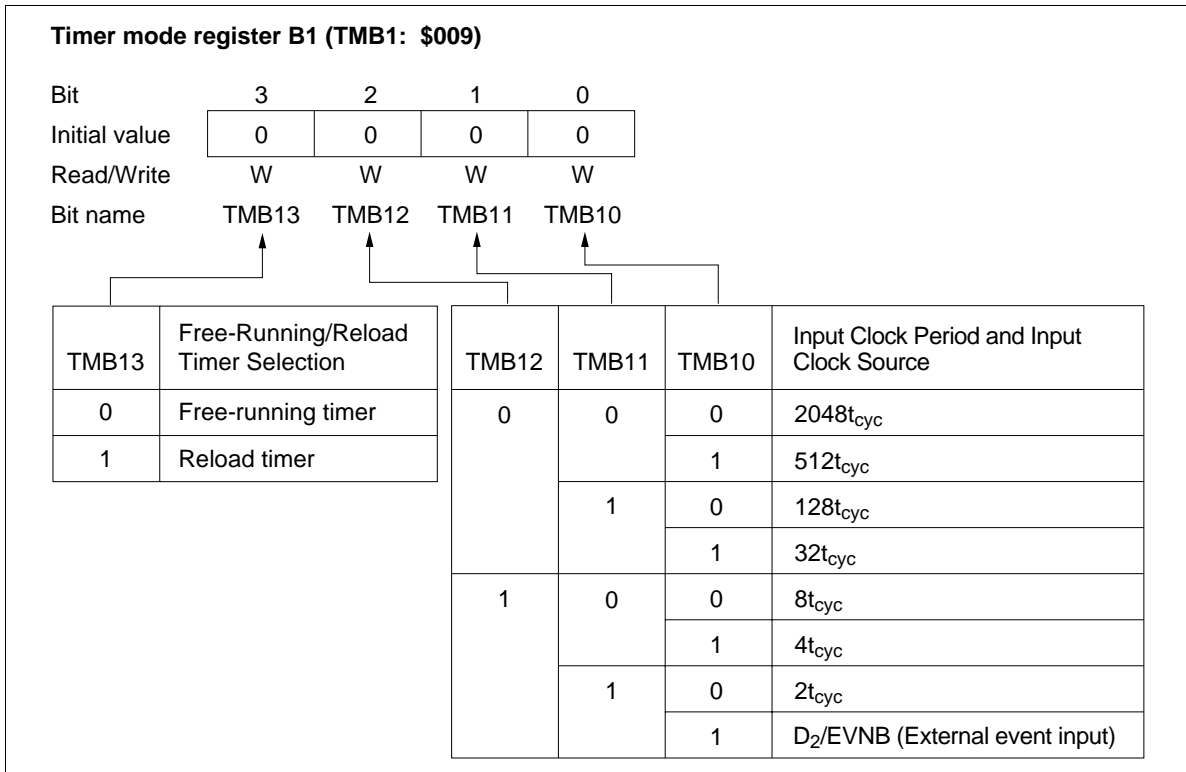 Timer mode register B1 (TMB1: $009)
Bit 3 2 1 0
Initial value 0 0 0 0
Read/Write W W W W
Bit name TMB13 TMB12 TMB11 TMB10
TMB13 Free-Running/Reload Timer Selection
0 Free-running timer
1 Reload timer
TMB12 TMB11 TMB10 Input Clock Period and Input Clock Source
0 0 0 2048tcyc
1 512tcyc
1 0 128tcyc
1 32tcyc
1 0 0 8tcyc
1 4tcyc
1 0 2tcyc
1 D2/EVNB (External event input)